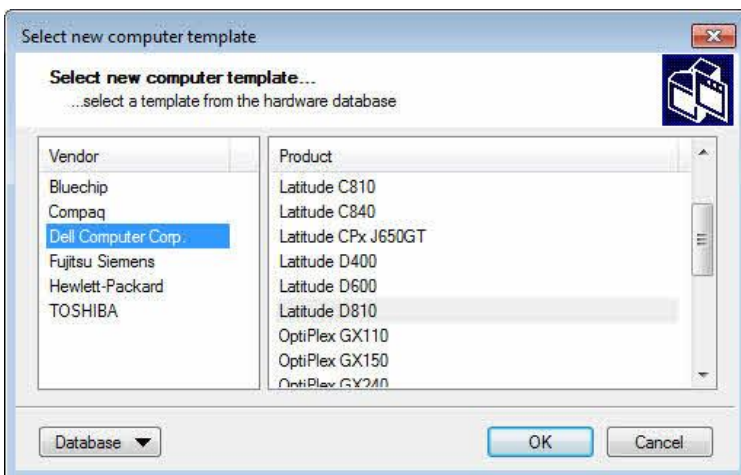 Select new computer template
Select new computer template...
...select a template from the hardware database
Vendor
Bluechip
Compaq
Dell Computer Corp.
Fujitsu Siemens
Hewlett-Packard
TOSHIBA
Product
Latitude C810
Latitude C840
Latitude CPx J650GT
Latitude D400
Latitude D600
Latitude D810
OptiPlex GX110
OptiPlex GX150
OptiPlex GX240
Database
OK
Cancel